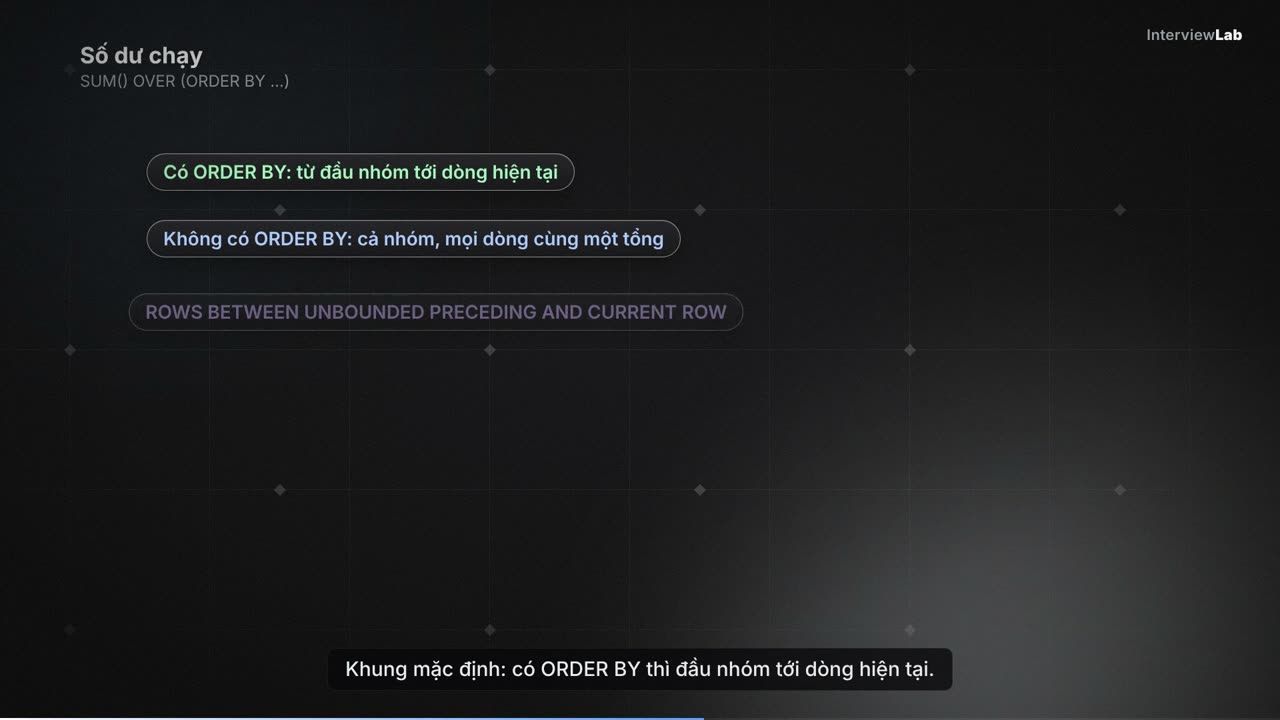 Số dư chạy
InterviewLab
SUM() OVER (ORDER BY ...)
Có ORDER BY: từ đầu nhóm tới dòng hiện tại
Không có ORDER BY: cả nhóm, mọi dòng cùng một tổng
ROWS BETWEEN UNBOUNDED PRECEDING AND CURRENT ROW
Khung mặc định: có ORDER BY thì đầu nhóm tới dòng hiện tại.